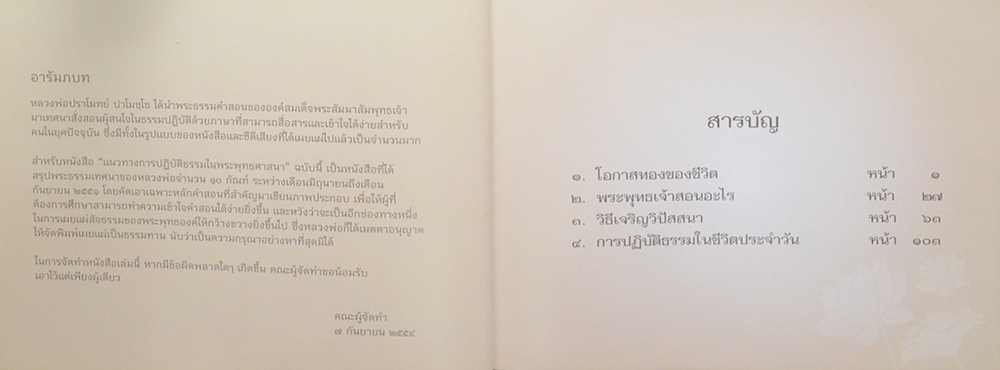 อารัมภบท
หลวงพ่อปราโมทย์ ปาโมชฺโช ได้นำพระธรรมคำสอนขององค์สมเด็จพระสัมมาสัมพุทธเจ้า
มาเทศนาสั่งสอนผู้สนใจในธรรมปฏิบัติด้วยภาษาที่สามารถสื่อสารและเข้าใจได้ง่ายสำหรับ
คนในยุคปัจจุบัน ซึ่งมีทั้งในรูปแบบของหนังสือและซีดีเสียงที่ได้เผยแผ่ไปแล้วเป็นจำนวนมาก
สำหรับหนังสือ “แนวทางการปฏิบัติธรรมในพระพุทธศาสนา” ฉบับนี้ เป็นหนังสือที่ได้
สรุปพระธรรมเทศนาของหลวงพ่อจำนวน ๑๐ กัณฑ์ ระหว่างเดือนมิถุนายนถึงเดือน
กันยายน ๒๕๕๑ โดยคัดเอาเฉพาะหลักคำสอนที่สำคัญมาเขียนภาพประกอบ เพื่อให้ผู้ที่
ต้องการศึกษาสามารถทำความเข้าใจคำสอนได้ง่ายยิ่งขึ้น และหวังว่าจะเป็นอีกช่องทางหนึ่ง
ในการเผยแผ่สัจธรรมของพระพุทธองค์ให้กว้างขวางยิ่งขึ้นไป ซึ่งหลวงพ่อก็ได้เมตตาอนุญาต
ให้จัดพิมพ์เผยแผ่เป็นธรรมทาน นับว่าเป็นความกรุณาอย่างหาที่สุดมิได้
ในการจัดทำหนังสือเล่มนี้ หากมีข้อผิดพลาดใดๆ เกิดขึ้น คณะผู้จัดทำขอน้อมรับ
เอาไว้แต่เพียงผู้เดียว
คณะผู้จัดทำ
๗ กันยายน ๒๕๕๔
สารบัญ
๑. โอกาสทองของชีวิต หน้า ๑
๒. พระพุทธเจ้าสอนอะไร หน้า ๒๗
๓. วิธีเจริญวิปัสสนา หน้า ๖๓
๔. การปฏิบัติธรรมในชีวิตประจำวัน หน้า ๑๐๓